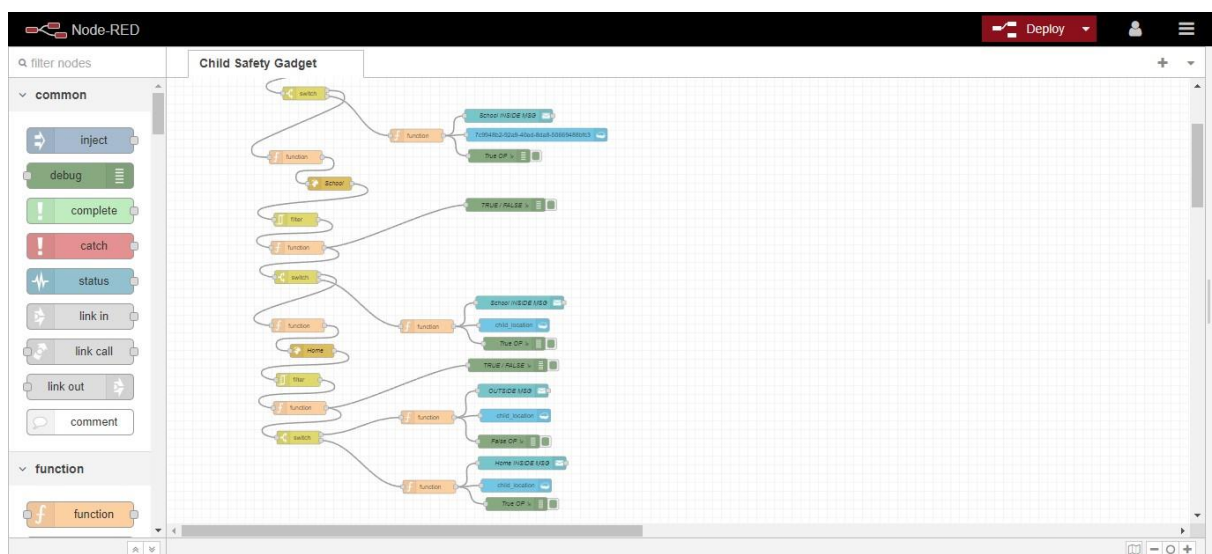 Node-RED
Deploy
filter nodes
Child Safety Gadget
common
inject
debug
complete
catch
status
link in
link call
link out
comment
function
function
switch
School INSIDE MSG
function
True OP
function
School
TRUE / FALSE
filter
function
switch
School INSIDE MSG
function
function
child_location
True OP
Home
TRUE / FALSE
filter
OUTSIDE MSG
function
function
child_location
switch
False OP
Home INSIDE MSG
function
child_location
True OP